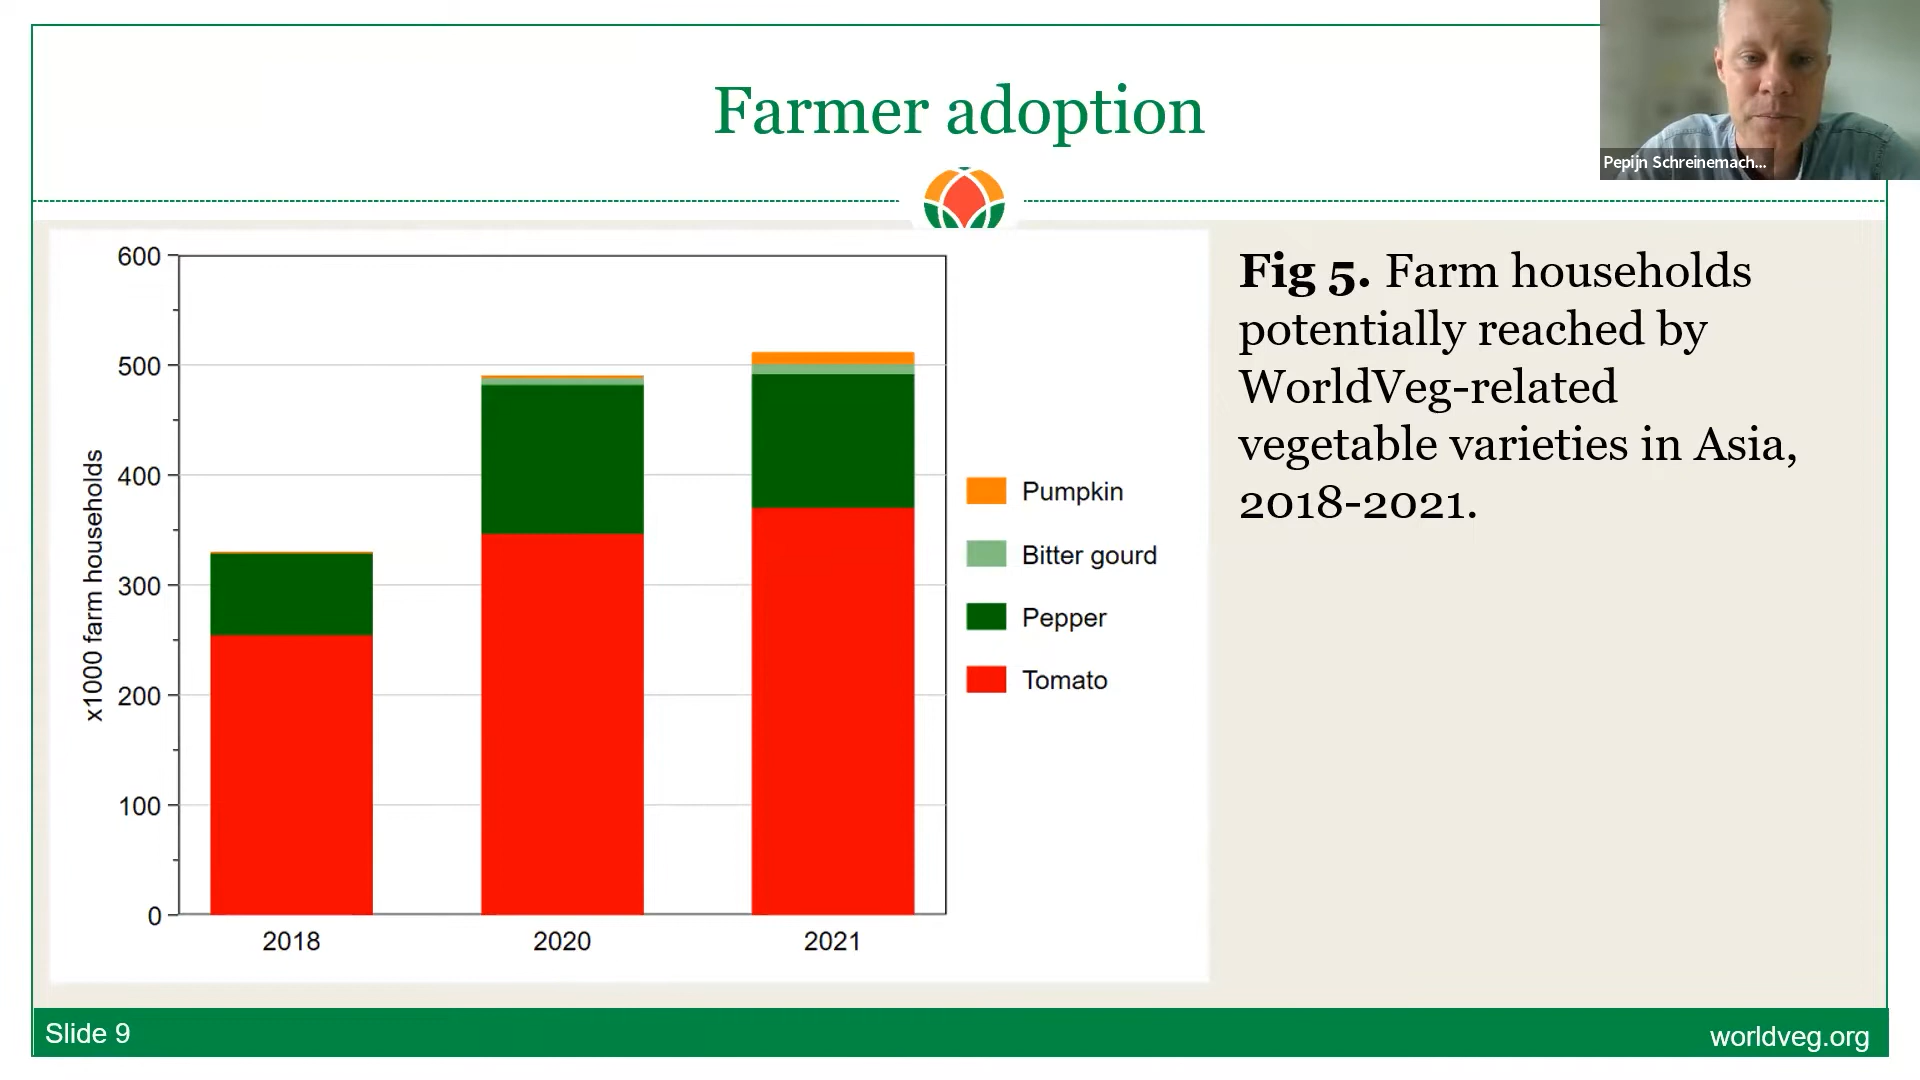 Farmer adoption
Pepijn Schreinemach...
600
500
400
300
200
100
0
x1000 farm households
2018
2020
2021
Pumpkin
Bitter gourd
Pepper
Tomato
Fig 5. Farm households
potentially reached by
WorldVeg-related
vegetable varieties in Asia,
2018-2021.
Slide 9
worldveg.org